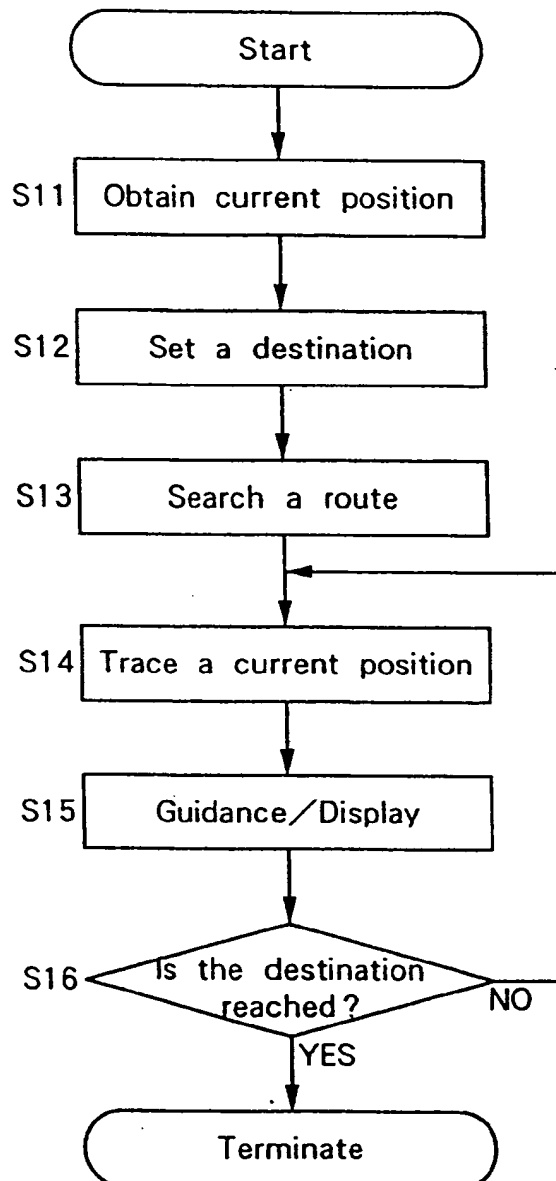 Start
S11 Obtain current position
S12 Set a destination
S13 Search a route
S14 Trace a current position
S15 Guidance/Display
S16 Is the destination
reached?
NO
YES
Terminate